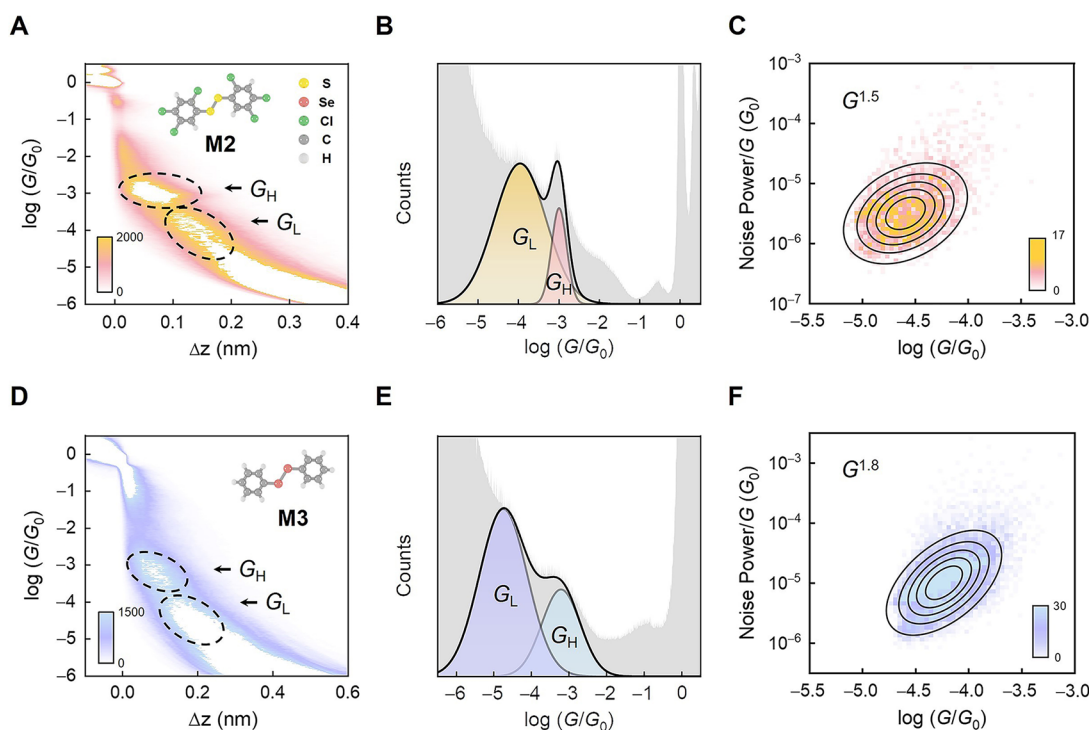 A
log (G/G0)
0
−1
−2
−3
−4
−5
−6
M2
S
Se
Cl
C
H
GH
GL
2000
0
0.0 0.1 0.2 0.3 0.4
Δz (nm)
B
Counts
GL
GH
−6 −5 −4 −3 −2 −1 0
log (G/G0)
C
Noise Power/G (G0)
10−3
10−4
10−5
10−6
10−7
G1.5
17
0
−5.5 −5.0 −4.5 −4.0 −3.5 −3.0
log (G/G0)
D
log (G/G0)
0
−1
−2
−3
−4
−5
−6
M3
GH
GL
1500
0
0.0 0.2 0.4 0.6
Δz (nm)
E
Counts
GL
GH
−6 −5 −4 −3 −2 −1 0
log (G/G0)
F
Noise Power/G (G0)
10−3
10−4
10−5
10−6
G1.8
30
0
−5.5 −5.0 −4.5 −4.0 −3.5 −3.0
log (G/G0)